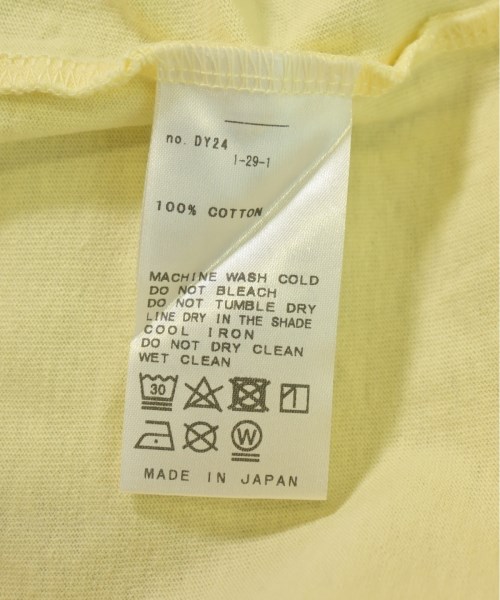 no. DY24
1-29-1
100% COTTON
MACHINE WASH COLD
DO NOT BLEACH
DO NOT TUMBLE DRY
LINE DRY IN THE SHADE
COOL IRON
DO NOT DRY CLEAN
WET CLEAN
30
W
MADE IN JAPAN